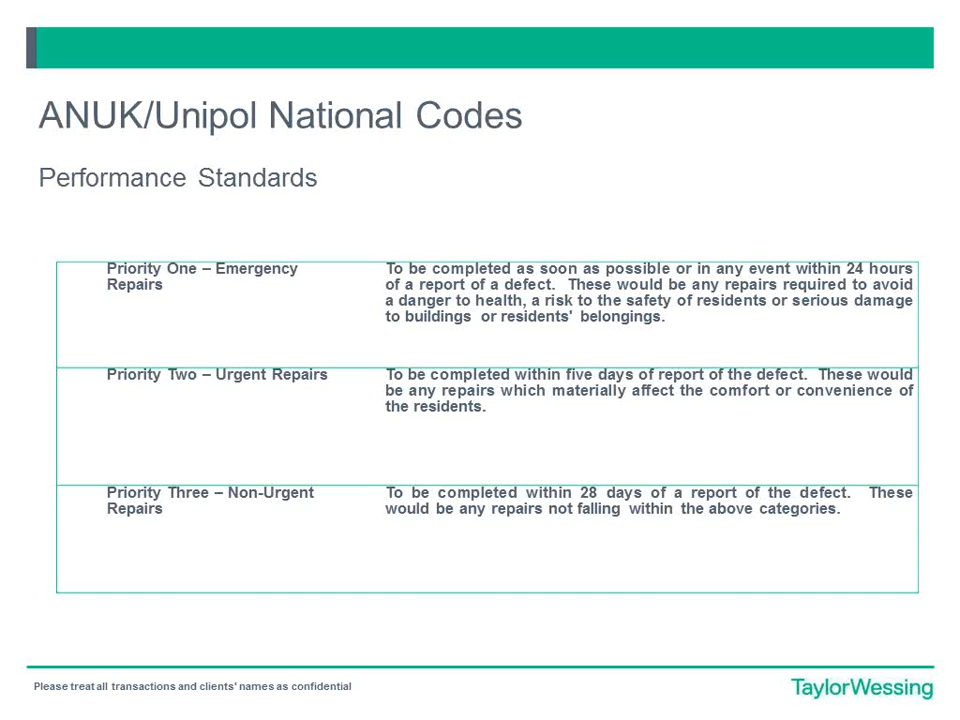 ANUK/Unipol National Codes
Performance Standards
Priority One – Emergency
Repairs
To be completed as soon as possible or in any event within 24 hours
of a report of a defect. These would be any repairs required to avoid
a danger to health, a risk to the safety of residents or serious damage
to buildings or residents' belongings.
Priority Two – Urgent Repairs
To be completed within five days of report of the defect. These would
be any repairs which materially affect the comfort or convenience of
the residents.
Priority Three – Non-Urgent
Repairs
To be completed within 28 days of a report of the defect. These
would be any repairs not falling within the above categories.
Please treat all transactions and clients' names as confidential
TaylorWessing